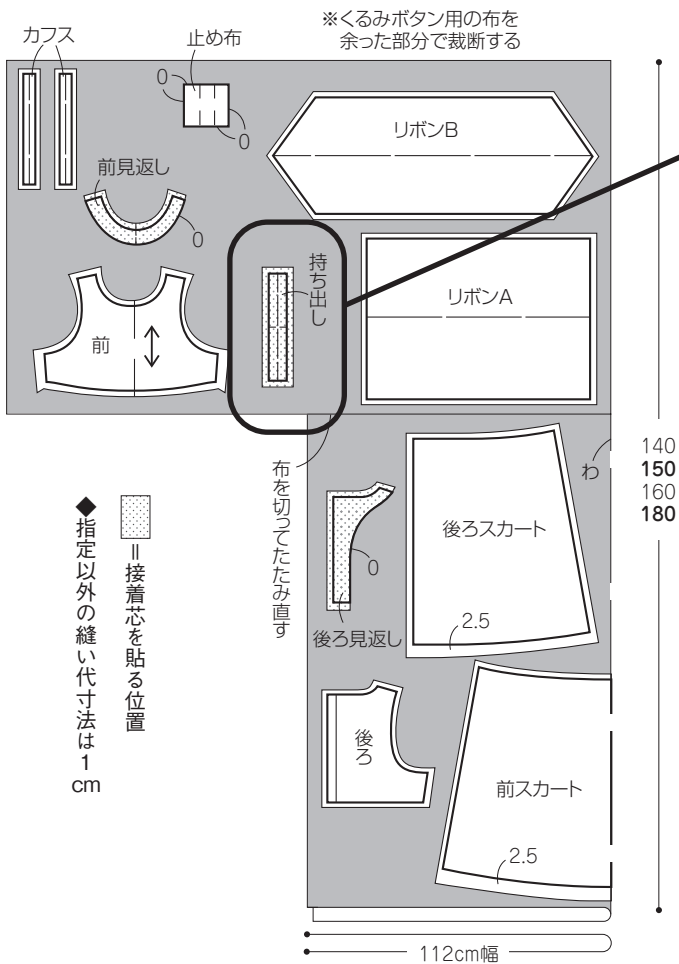 ※くるみボタン用の布を
余った部分で裁断する
カフス
止め布
0
0
リボンB
前見返し
0
持ち出し
リボンA
前
140
150
160
180
わ
布を切ってたたみ直す
後ろスカート
0
2.5
後ろ見返し
＝接着芯を貼る位置
◆指定以外の縫い代寸法は1cm
後ろ
前スカート
2.5
112cm幅